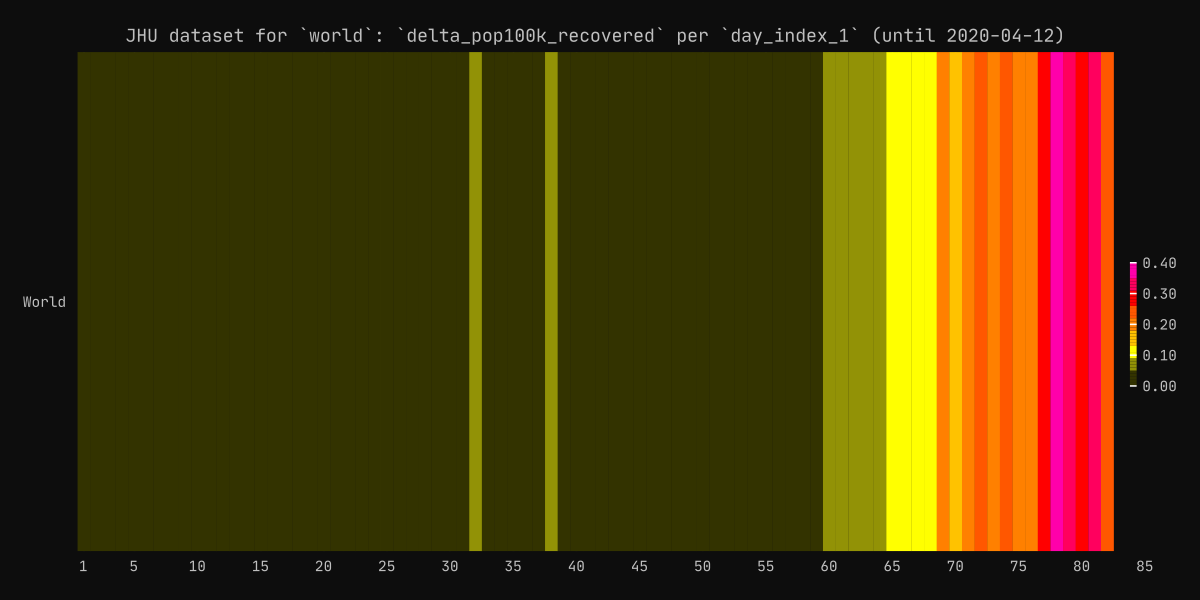 JHU dataset for `world`: `delta_pop100k_recovered` per `day_index_1` (until 2020-04-12)
World
0.40
0.30
0.20
0.10
0.00
1 5 10 15 20 25 30 35 40 45 50 55 60 65 70 75 80 85